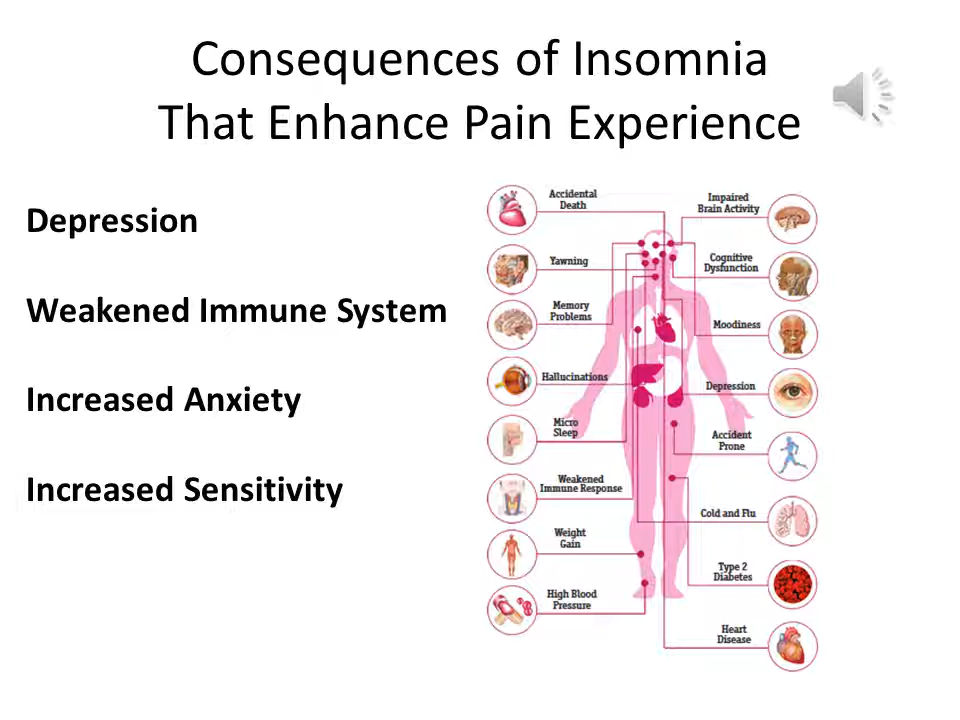 Consequences of Insomnia
That Enhance Pain Experience
Depression
Weakened Immune System
Increased Anxiety
Increased Sensitivity
Accidental
Death
Yawning
Memory
Problems
Hallucinations
Micro
Sleep
Weakened
Immune Response
Weight
Gain
High Blood
Pressure
Impaired
Brain Activity
Cognitive
Dysfunction
Moodiness
Depression
Accident
Prone
Cold and Flu
Type 2
Diabetes
Heart
Disease